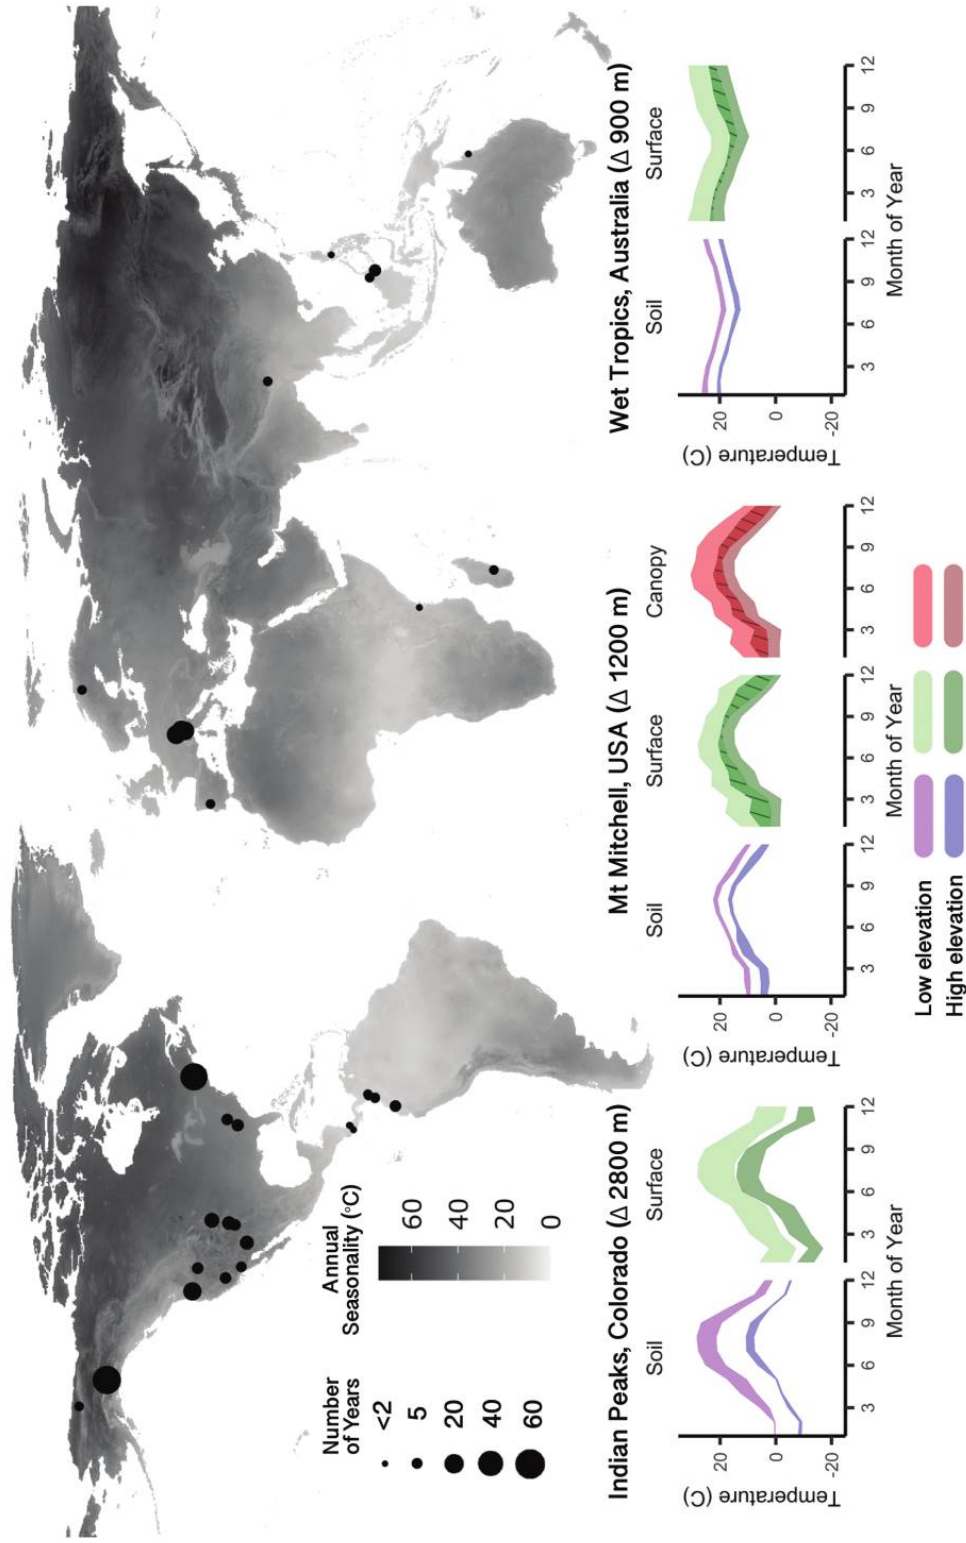 Number
of Years
<2
5
20
40
60
Annual
Seasonality (°C)
60
40
20
0
Indian Peaks, Colorado (Δ 2800 m)
Soil
Surface
Temperature (C)
20
0
-20
3
6
9
12
3
6
9
12
Month of Year
Mt Mitchell, USA (Δ 1200 m)
Soil
Surface
Canopy
Temperature (C)
20
0
-20
3
6
9
12
3
6
9
12
3
6
9
12
Month of Year
Wet Tropics, Australia (Δ 900 m)
Soil
Surface
Temperature (C)
20
0
-20
3
6
9
12
3
6
9
12
Month of Year
Low elevation
High elevation